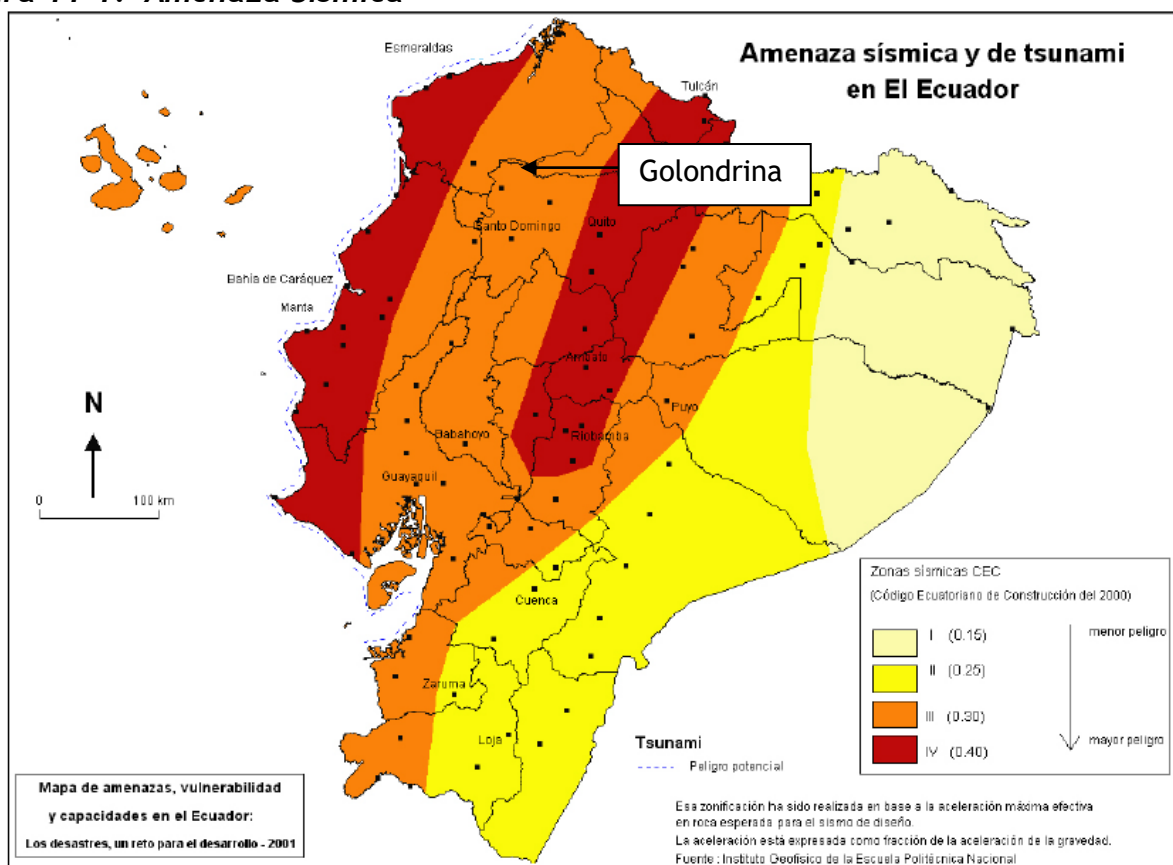 Amenaza sísmica y de tsunami
en El Ecuador
Esmeraldas
Tulcán
Golondrina
Santo Domingo
Quito
Bahía de Caráquez
Manta
Ambato
Puyo
Riobamba
Babahoyo
Guayaquil
N
0 100 km
Cuenca
Zaruma
Loja
Zonas sísmicas CEC
(Código Ecuatoriano de Construcción del 2000)
I (0.15) menor peligro
II (0.25)
III (0.30)
IV (0.40) mayor peligro
Tsunami
Peligro potencial
Mapa de amenazas, vulnerabilidad
y capacidades en el Ecuador:
Los desastres, un reto para el desarrollo - 2001
Esa zonificación ha sido realizada en base a la aceleración máxima efectiva
en roca esperada para el sismo de diseño.
La aceleración está expresada como fracción de la aceleración de la gravedad.
Fuente : Instituto Geofísico de la Escuela Politécnica Nacional